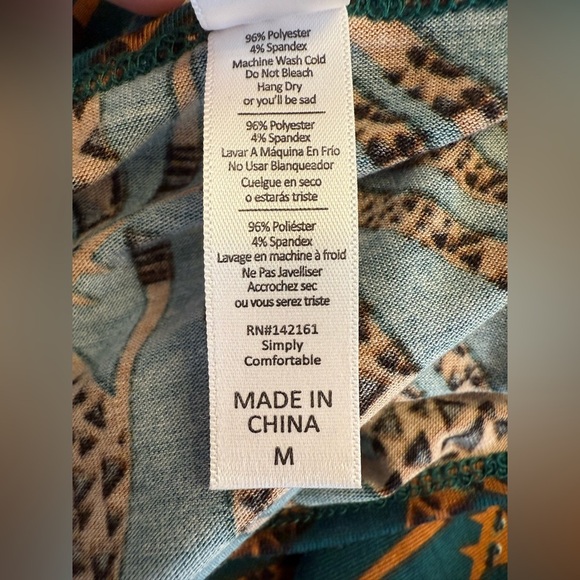 96% Polyester
4% Spandex
Machine Wash Cold
Do Not Bleach
Hang Dry
or you'll be sad
96% Polyester
4% Spandex
Lavar A Máquina En Frío
No Usar Blanqueador
Cuelgue en seco
o estarás triste
96% Poliéster
4% Spandex
Lavage en machine à froid
Ne Pas Javelliser
Accrochez sec
ou vous serez triste
RN#142161
Simply
Comfortable
MADE IN
CHINA
M